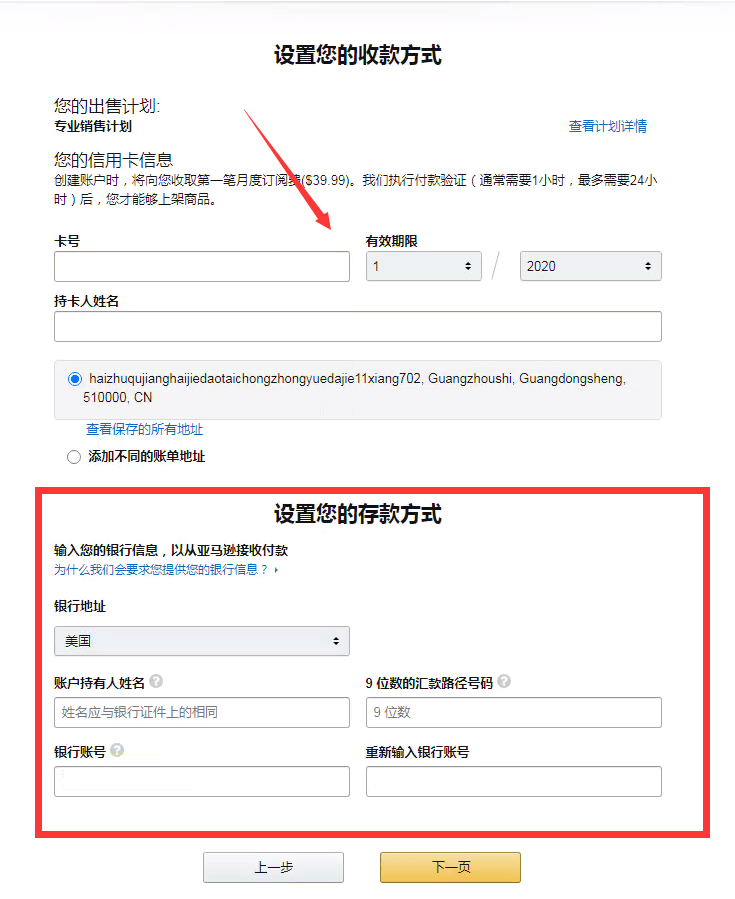 设置您的收款方式
您的出售计划:
专业销售计划
查看计划详情
您的信用卡信息
创建账户时，将向您收取第一笔月度订阅费($39.99)。我们执行付款验证（通常需要1小时，最多需要24小
时）后，您才能够上架商品。
卡号
有效期限
1
2020
持卡人姓名
haizhuqujianghaijiedaotaichongzhongyuedajie11xiang702, Guangzhoushi, Guangdongsheng,
510000, CN
查看保存的所有地址
添加不同的账单地址
设置您的存款方式
输入您的银行信息，以从亚马逊接收付款
为什么我们会要求您提供您的银行信息？
银行地址
美国
账户持有人姓名
9 位数的汇款路径号码
姓名应与银行证件上的相同
9 位数
银行账号
重新输入银行账号
上一步
下一页